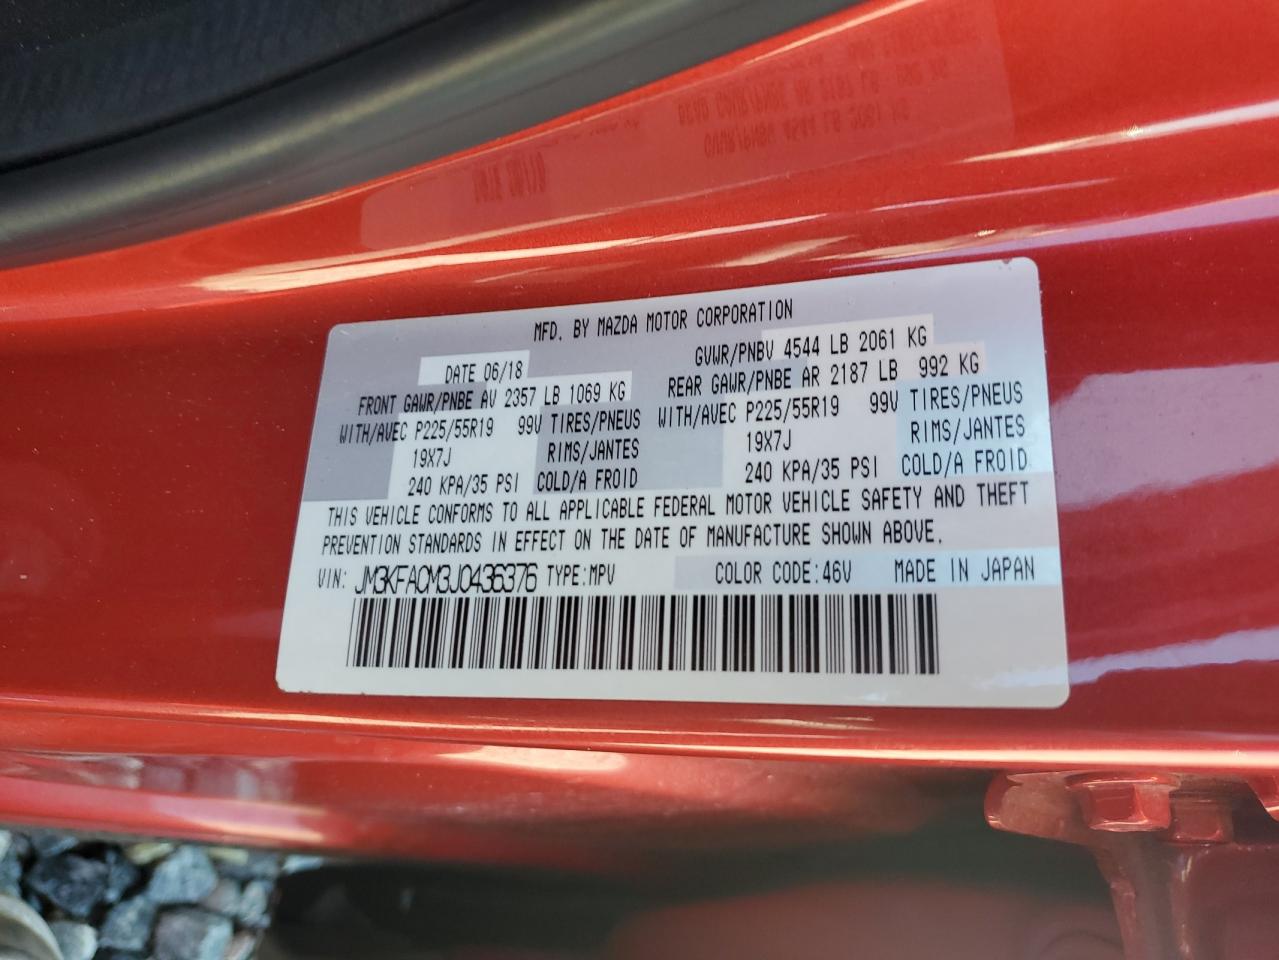 MFD. BY MAZDA MOTOR CORPORATION
DATE 06/18 GVWR/PNBV 4544 LB 2061 KG
FRONT GAWR/PNBE AV 2357 LB 1069 KG REAR GAWR/PNBE AR 2187 LB 992 KG
WITH/AVEC P225/55R19 99V TIRES/PNEUS WITH/AVEC P225/55R19 99V TIRES/PNEUS
19X7J RIMS/JANTES 19X7J RIMS/JANTES
240 KPA/35 PSI COLD/A FROID 240 KPA/35 PSI COLD/A FROID
THIS VEHICLE CONFORMS TO ALL APPLICABLE FEDERAL MOTOR VEHICLE SAFETY AND THEFT
PREVENTION STANDARDS IN EFFECT ON THE DATE OF MANUFACTURE SHOWN ABOVE.
VIN: JM3KFACM3J0436376 TYPE:MPV COLOR CODE:46V MADE IN JAPAN